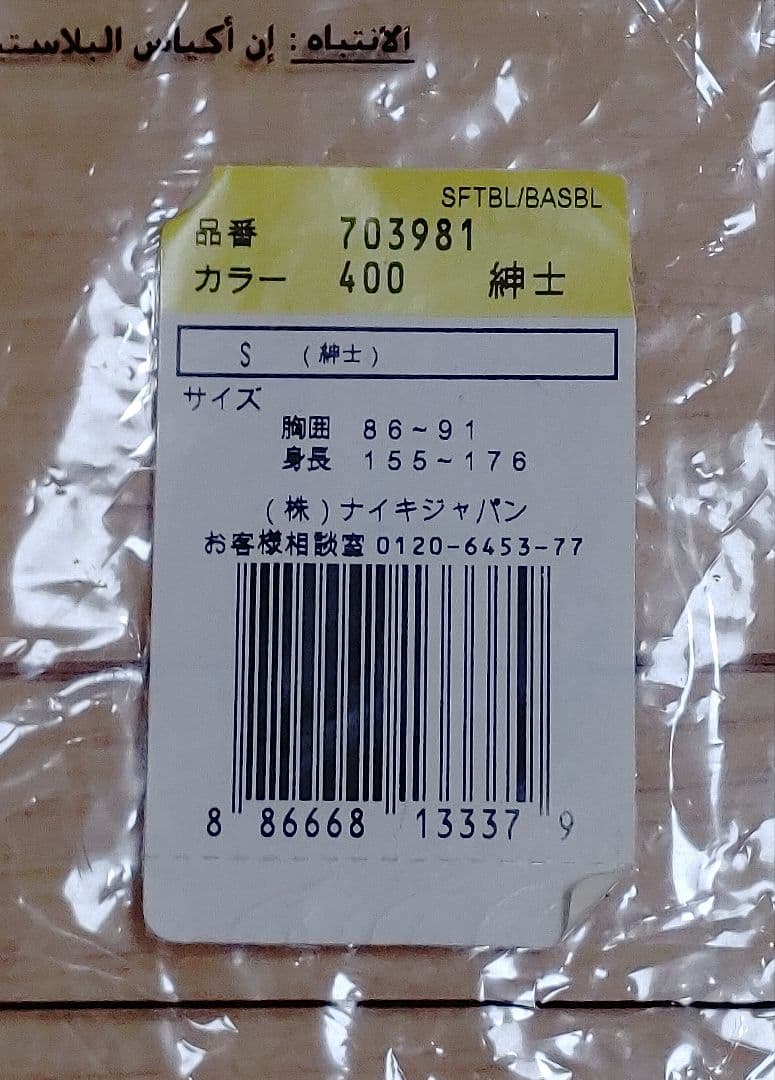 الانتباه : إن أكياس
SFTBL/BASBL
品番 703981
カラー 400 紳士
S (紳士)
サイズ
胸囲 86~91
身長 155~176
(株)ナイキジャパン
お客様相談室 0120-6453-77
8 86668 13337 9